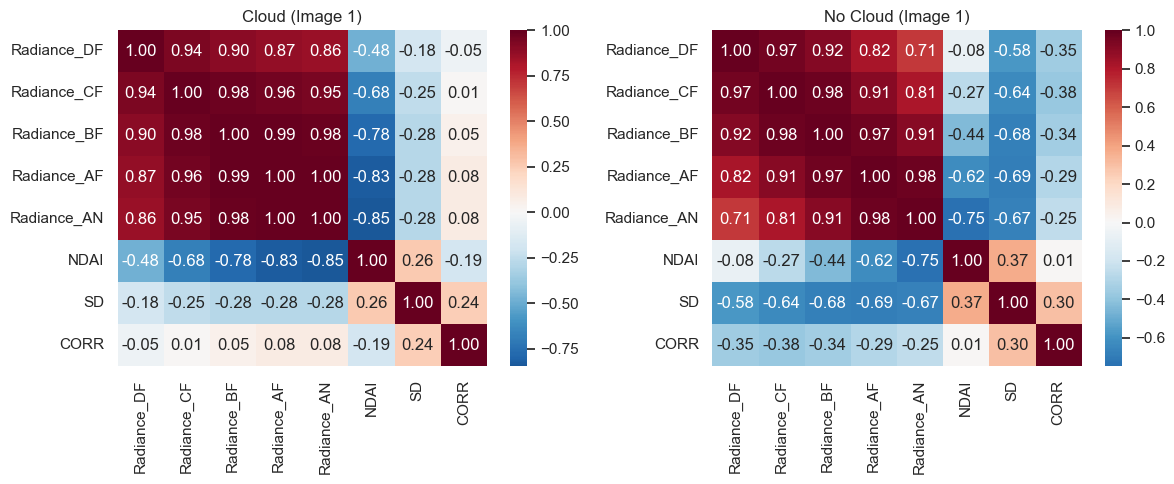 Cloud (Image 1)
Radiance_DF 1.00 0.94 0.90 0.87 0.86 -0.48 -0.18 -0.05
Radiance_CF 0.94 1.00 0.98 0.96 0.95 -0.68 -0.25 0.01
Radiance_BF 0.90 0.98 1.00 0.99 0.98 -0.78 -0.28 0.05
Radiance_AF 0.87 0.96 0.99 1.00 1.00 -0.83 -0.28 0.08
Radiance_AN 0.86 0.95 0.98 1.00 1.00 -0.85 -0.28 0.08
NDAI -0.48 -0.68 -0.78 -0.83 -0.85 1.00 0.26 -0.19
SD -0.18 -0.25 -0.28 -0.28 -0.28 0.26 1.00 0.24
CORR -0.05 0.01 0.05 0.08 0.08 -0.19 0.24 1.00
Radiance_DF
Radiance_CF
Radiance_BF
Radiance_AF
Radiance_AN
NDAI
SD
CORR
1.00
0.75
0.50
0.25
0.00
−0.25
−0.50
−0.75
No Cloud (Image 1)
Radiance_DF 1.00 0.97 0.92 0.82 0.71 -0.08 -0.58 -0.35
Radiance_CF 0.97 1.00 0.98 0.91 0.81 -0.27 -0.64 -0.38
Radiance_BF 0.92 0.98 1.00 0.97 0.91 -0.44 -0.68 -0.34
Radiance_AF 0.82 0.91 0.97 1.00 0.98 -0.62 -0.69 -0.29
Radiance_AN 0.71 0.81 0.91 0.98 1.00 -0.75 -0.67 -0.25
NDAI -0.08 -0.27 -0.44 -0.62 -0.75 1.00 0.37 0.01
SD -0.58 -0.64 -0.68 -0.69 -0.67 0.37 1.00 0.30
CORR -0.35 -0.38 -0.34 -0.29 -0.25 0.01 0.30 1.00
Radiance_DF
Radiance_CF
Radiance_BF
Radiance_AF
Radiance_AN
NDAI
SD
CORR
1.0
0.8
0.6
0.4
0.2
0.0
−0.2
−0.4
−0.6